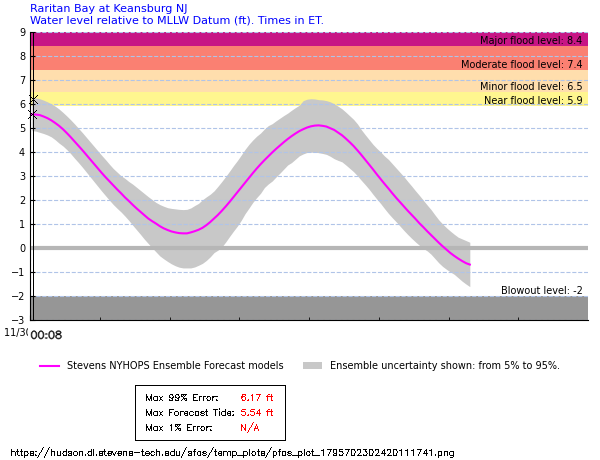 Raritan Bay at Keansburg NJ
Water level relative to MLLW Datum (ft). Times in ET.
9
Major flood level: 8.4
8
Moderate flood level: 7.4
7
Minor flood level: 6.5
6
Near flood level: 5.9
5
4
3
2
1
0
−1
Blowout level: -2
−2
−3
11/30
00:08
Stevens NYHOPS Ensemble Forecast models
Ensemble uncertainty shown: from 5% to 95%.
Max 99% Error: 6.17 ft
Max Forecast Tide: 5.54 ft
Max 1% Error: N/A
https://hudson.dl.stevens-tech.edu/sfas/temp_plots/pfas_plot_1795702302420111741.png